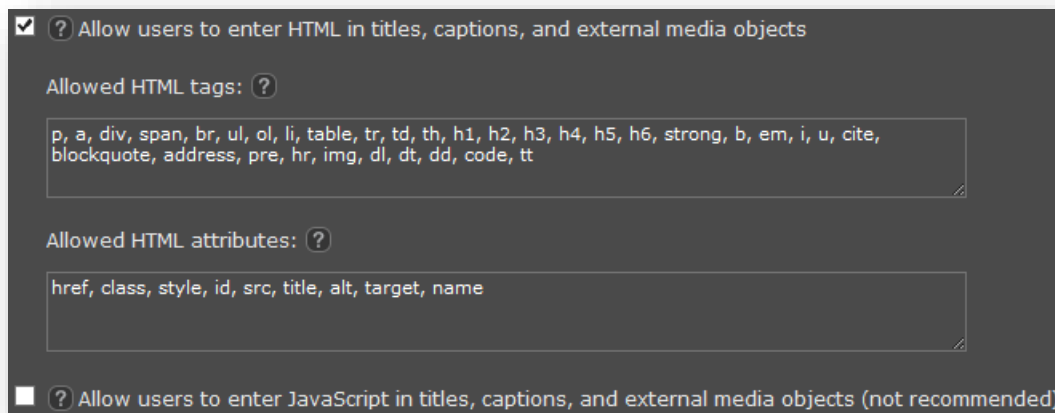 ? Allow users to enter HTML in titles, captions, and external media objects
Allowed HTML tags: ?
p, a, div, span, br, ul, ol, li, table, tr, td, th, h1, h2, h3, h4, h5, h6, strong, b, em, i, u, cite,
blockquote, address, pre, hr, img, dl, dt, dd, code, tt
Allowed HTML attributes: ?
href, class, style, id, src, title, alt, target, name
? Allow users to enter JavaScript in titles, captions, and external media objects (not recommended)